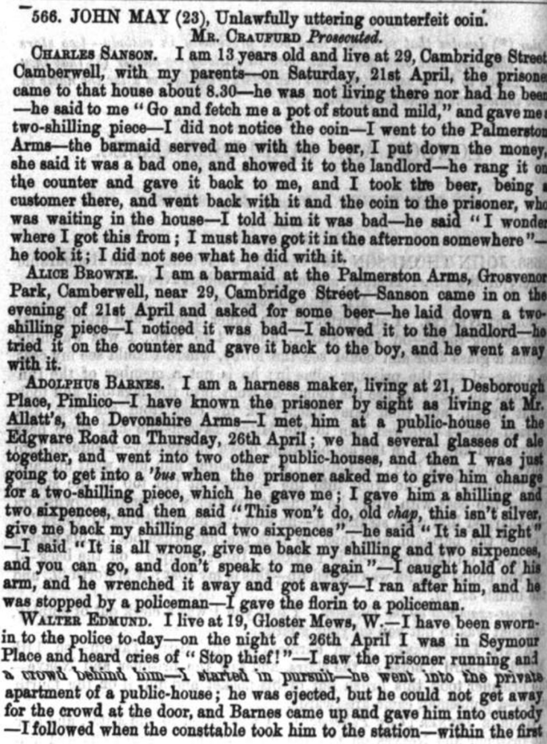 566. JOHN MAY (23), Unlawfully uttering counterfeit coin.
MR. CRAUFURD Prosecuted.
CHARLES SANSON. I am 13 years old and live at 29, Cambridge Street
Camberwell, with my parents—on Saturday, 21st April, the prisone
came to that house about 8.30—he was not living there nor had he been
—he said to me "Go and fetch me a pot of stout and mild," and gave me
two-shilling piece—I did not notice the coin—I went to the Palmerston
Arms—the barmaid served me with the beer, I put down the money,
she said it was a bad one, and showed it to the landlord—he rang it on
the counter and gave it back to me, and I took the beer, being a
customer there, and went back with it and the coin to the prisoner, who
was waiting in the house—I told him it was bad—he said "I wonder
where I got this from; I must have got it in the afternoon somewhere"—
he took it; I did not see what he did with it.
ALICE BROWNE. I am a barmaid at the Palmerston Arms, Grosvenor
Park, Camberwell, near 29, Cambridge Street—Sanson came in on the
evening of 21st April and asked for some beer—he laid down a two-
shilling piece—I noticed it was bad—I showed it to the landlord—he
tried it on the counter and gave it back to the boy, and he went away
with it.
ADOLPHUS BARNES. I am a harness maker, living at 21, Desborough
Place, Pimlico—I have known the prisoner by sight as living at Mr.
Allatt's, the Devonshire Arms—I met him at a public-house in the
Edgware Road on Thursday, 26th April; we had several glasses of ale
together, and went into two other public-houses, and then I was just
going to get into a 'bus when the prisoner asked me to give him change
for a two-shilling piece, which he gave me; I gave him a shilling and
two sixpences, and then said "This won't do, old chap, this isn't silver,
give me back my shilling and two sixpences"—he said "It is all right"
—I said "It is all wrong, give me back my shilling and two sixpences,
and you can go, and don't speak to me again"—I caught hold of his
arm, and he wrenched it away and got away—I ran after him, and he
was stopped by a policeman—I gave the florin to a policeman.
WALTER EDMUND. I live at 19, Gloster Mews, W.—I have been sworn-
in to the police to-day—on the night of 26th April I was in Seymour
Place and heard cries of "Stop thief!"—I saw the prisoner running and
a crowd behind him—I started in pursuit—he went into the private
apartment of a public-house; he was ejected, but he could not get away
for the crowd at the door, and Barnes came up and gave him into custody
—I followed when the consttable took him to the station—within the first